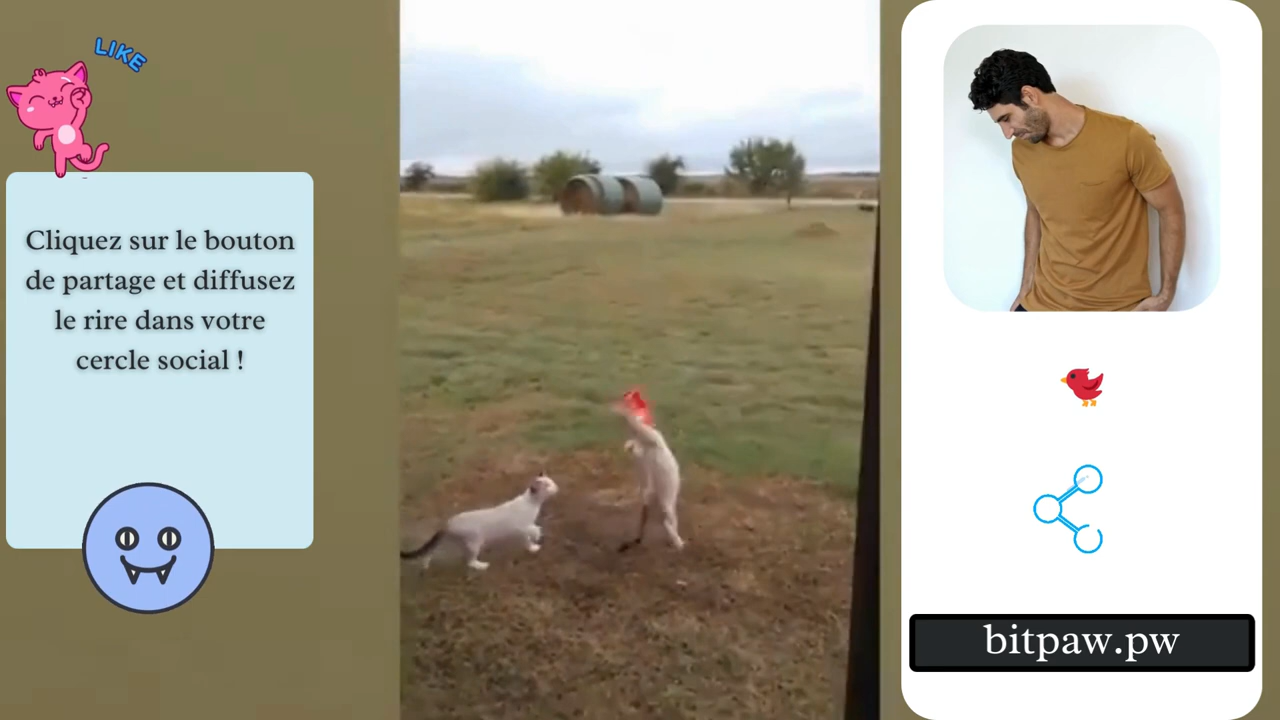 LIKE
Cliquez sur le bouton
de partage et diffusez
le rire dans votre
cercle social !
bitpaw.pw